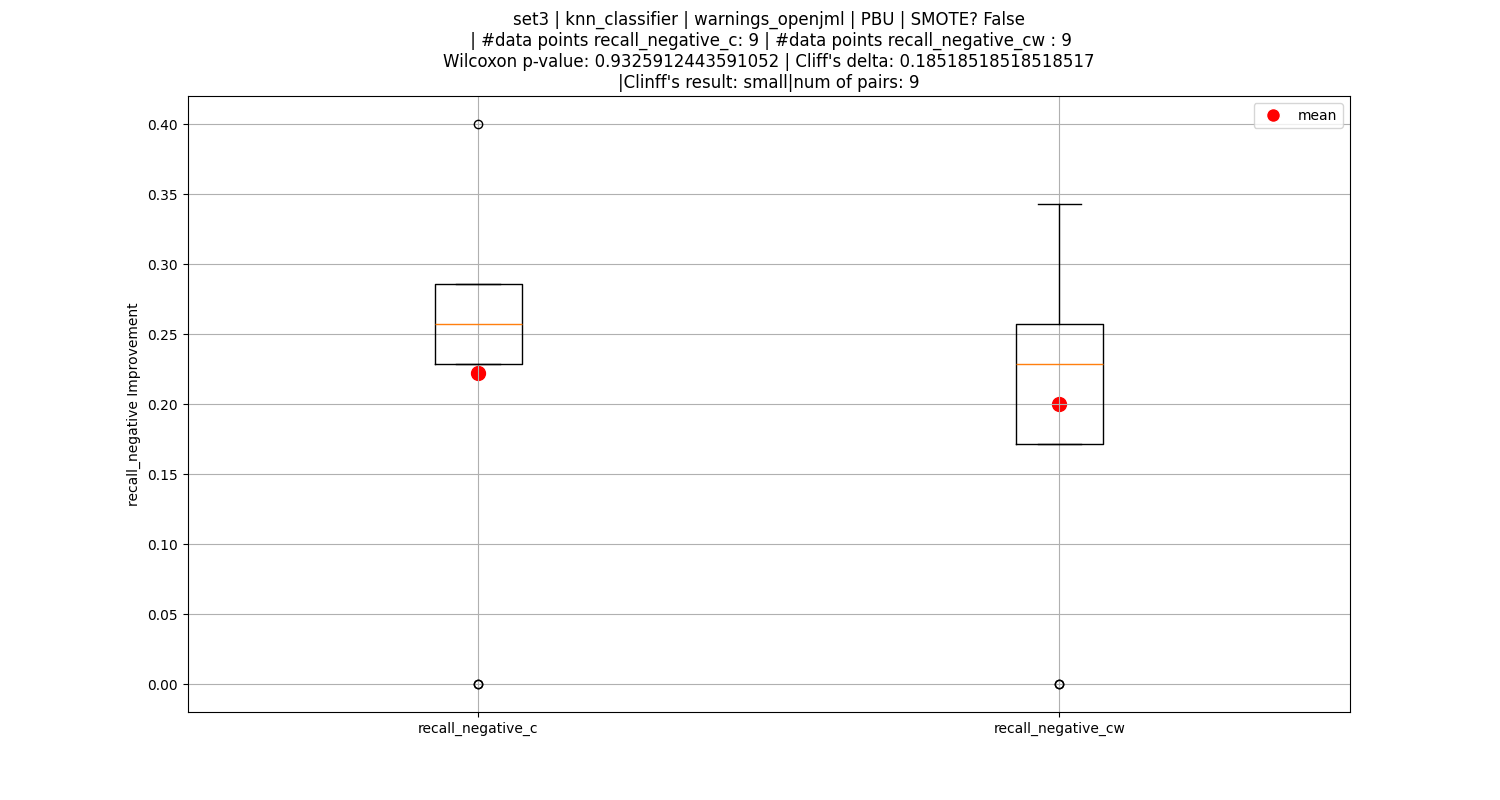 set3 | knn_classifier | warnings_openjml | PBU | SMOTE? False
| #data points recall_negative_c: 9 | #data points recall_negative_cw : 9
Wilcoxon p-value: 0.9325912443591052 | Cliff's delta: 0.18518518518518517
|Clinff's result: small|num of pairs: 9
mean
0.40
0.35
0.30
0.25
0.20
0.15
0.10
0.05
0.00
recall_negative Improvement
recall_negative_c
recall_negative_cw